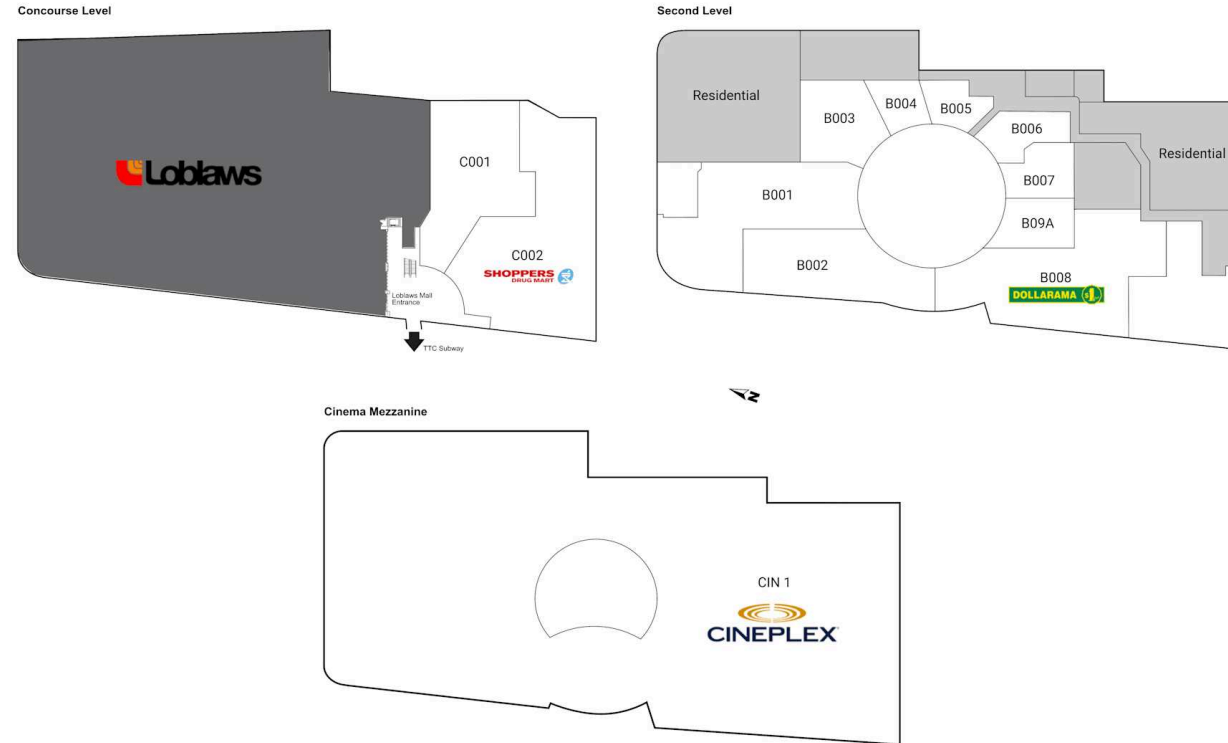 Concourse Level
Loblaws
C001
C002
SHOPPERS
DRUG MART
Loblaws Mall
Entrance
TTC Subway
Second Level
Residential
B003
B004
B005
B006
Residential
B001
B007
B09A
B002
B008
DOLLARAMA $
N
Cinema Mezzanine
CIN 1
CINEPLEX